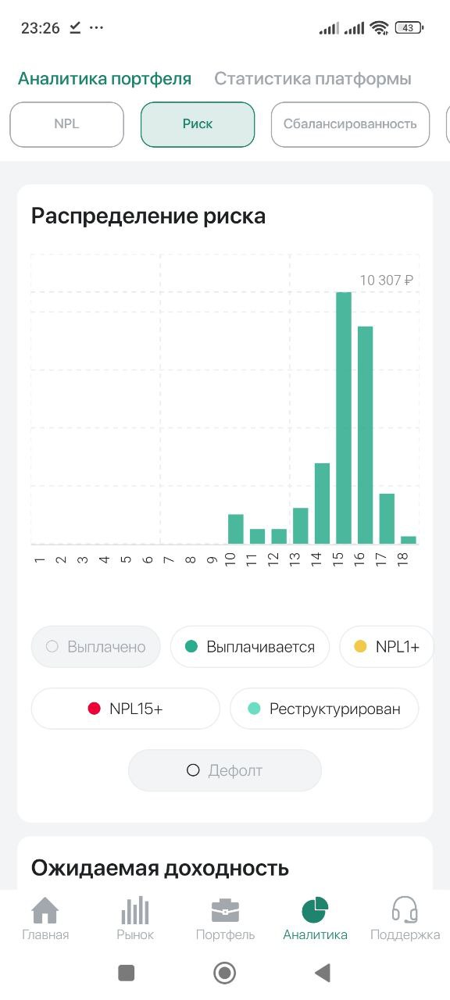 23:26
43
Аналитика портфеля Статистика платформы
NPL Риск Сбалансированность
Распределение риска
10 307 ₽
1 2 3 4 5 6 7 8 9 10 11 12 13 14 15 16 17 18
Выплачено Выплачивается NPL1+
NPL15+ Реструктурирован
Дефолт
Ожидаемая доходность
Главная Рынок Портфель Аналитика Поддержка